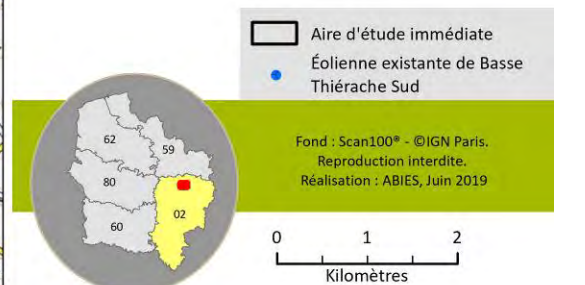 Aire d'étude immédiate
Éolienne existante de Basse
Thiérache Sud
62
59
80
02
60
Fond : Scan100® - ©IGN Paris.
Reproduction interdite.
Réalisation : ABIES, Juin 2019
0 1 2
Kilomètres